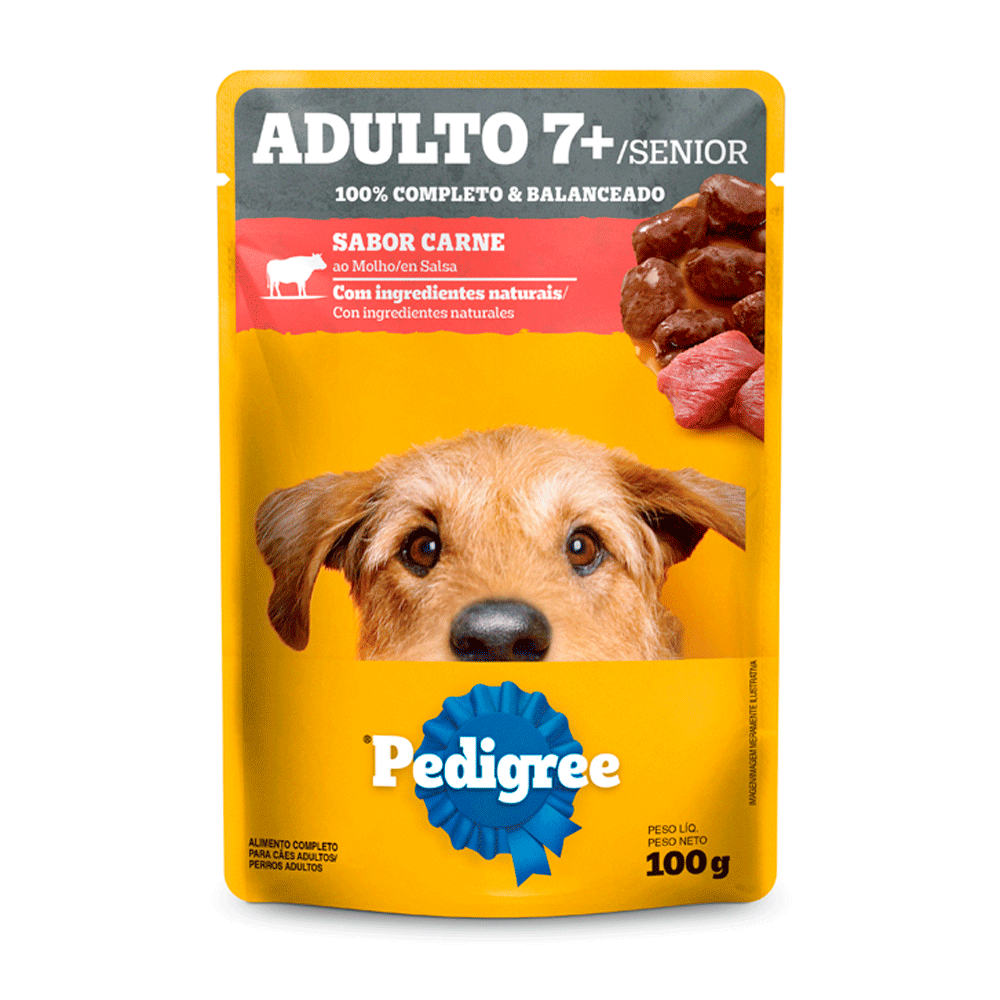 ADULTO 7+/SENIOR
100% COMPLETO & BALANCEADO
SABOR CARNE
ao Molho/en Salsa
Com ingredientes naturais/
Con ingredientes naturales
®Pedigree
IMAGEN/IMAGEM MERAMENTE ILUSTRATIVA
ALIMENTO COMPLETO
PARA CÃES ADULTOS/
PERROS ADULTOS
PESO LÍQ.
PESO NETO
100g